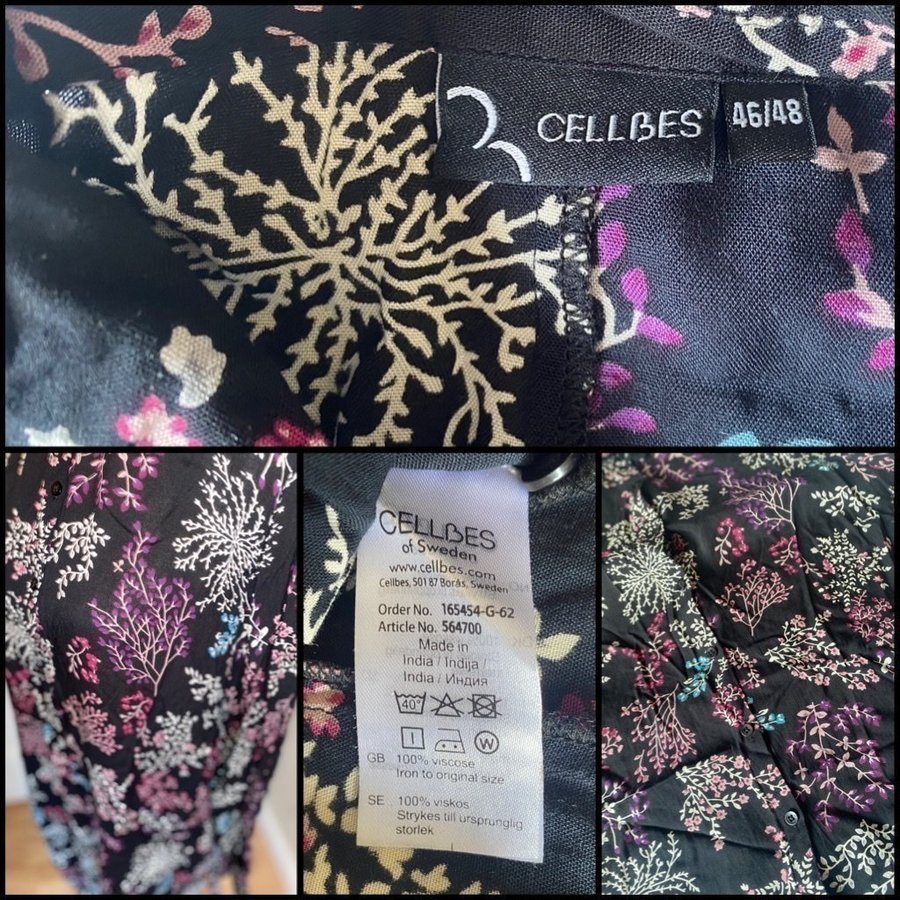 CELLBES
46/48
CELLBES
of Sweden
www.cellbes.com
Cellbes, 501 87 Borås, Sweden
Order No. 165454-G-62
Article No. 564700
Made in
India / Indija /
India / Индия
40°
W
GB 100% viscose
Iron to original size
SE 100% viskos
Strykes till ursprunglig
storlek